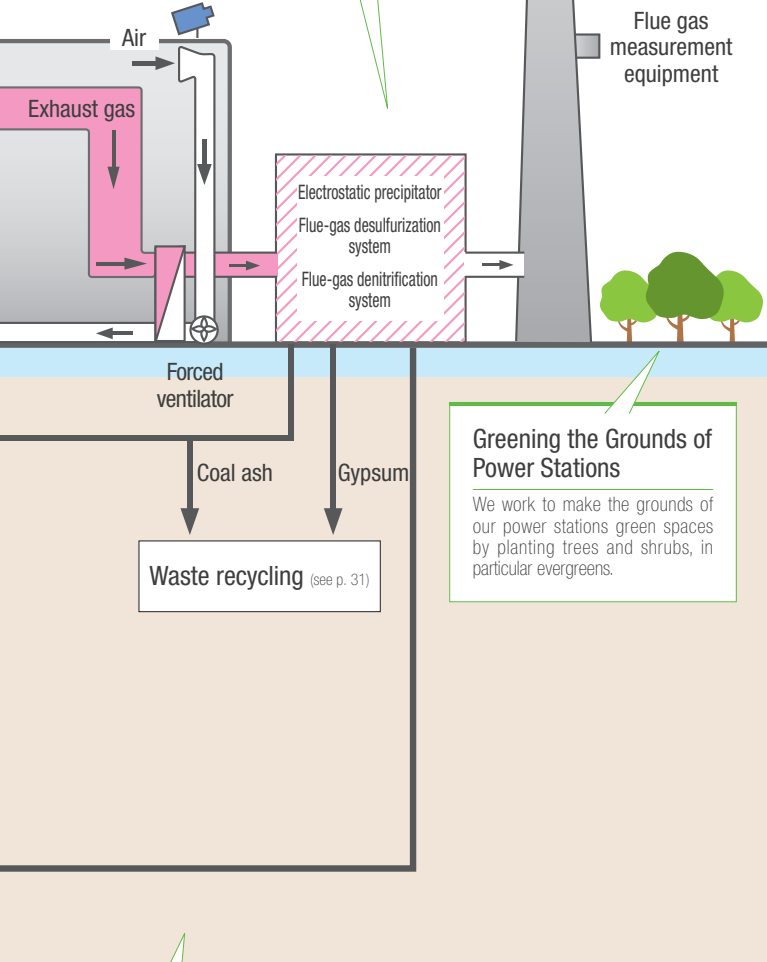 Flue gas
measurement
equipment
Air
Exhaust gas
Electrostatic precipitator
Flue-gas desulfurization
system
Flue-gas denitrification
system
Forced
ventilator
Coal ash
Gypsum
Waste recycling (see p. 31)
Greening the Grounds of
Power Stations
We work to make the grounds of
our power stations green spaces
by planting trees and shrubs, in
particular evergreens.